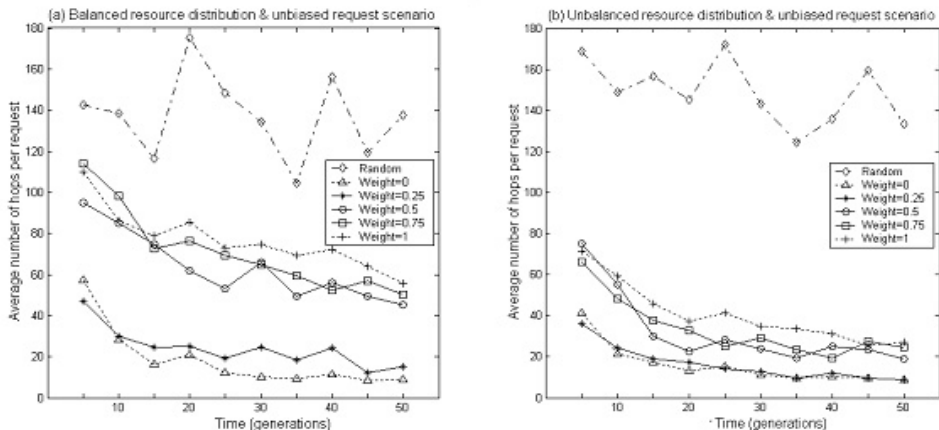 (a) Balanced resource distribution & unbiased request scenario
180
160
140
120
100
80
60
40
20
0
Average number of hops per request
Random
Weight=0
Weight=0.25
Weight=0.5
Weight=0.75
Weight=1
10 20 30 40 50
Time (generations)
(b) Unbalanced resource distribution & unbiased request scenario
180
160
140
120
100
80
60
40
20
0
Average number of hops per request
Random
Weight=0
Weight=0.25
Weight=0.5
Weight=0.75
Weight=1
10 20 30 40 50
Time (generations)